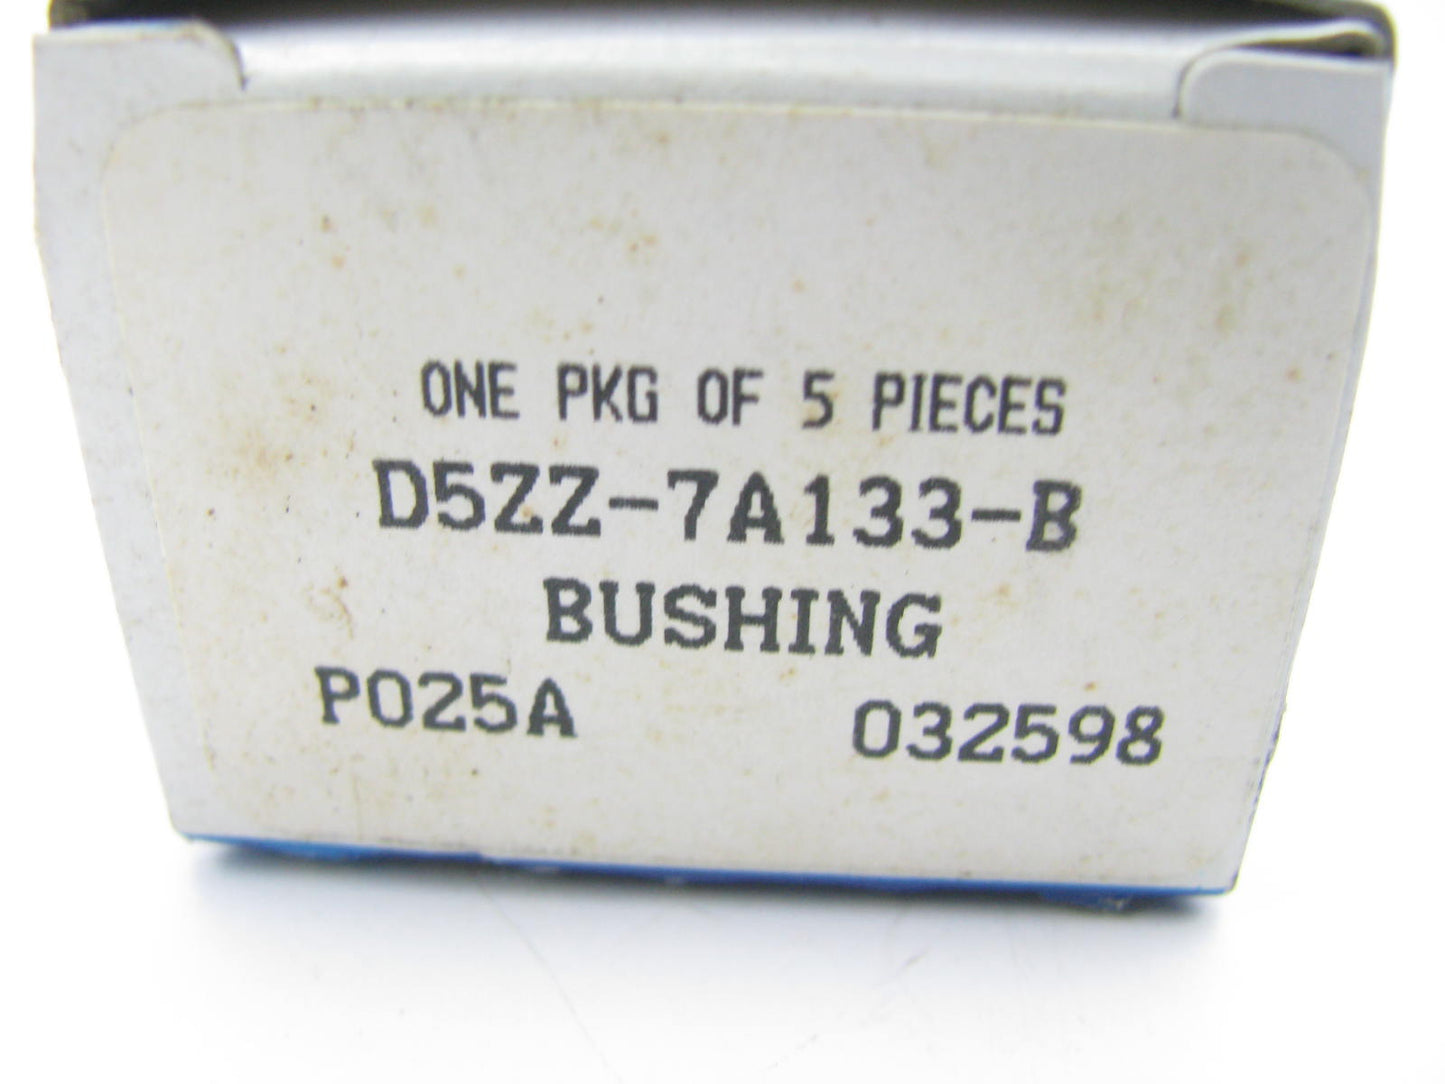 ONE PKG OF 5 PIECES
D5ZZ-7A133-B
BUSHING
P025A 032598